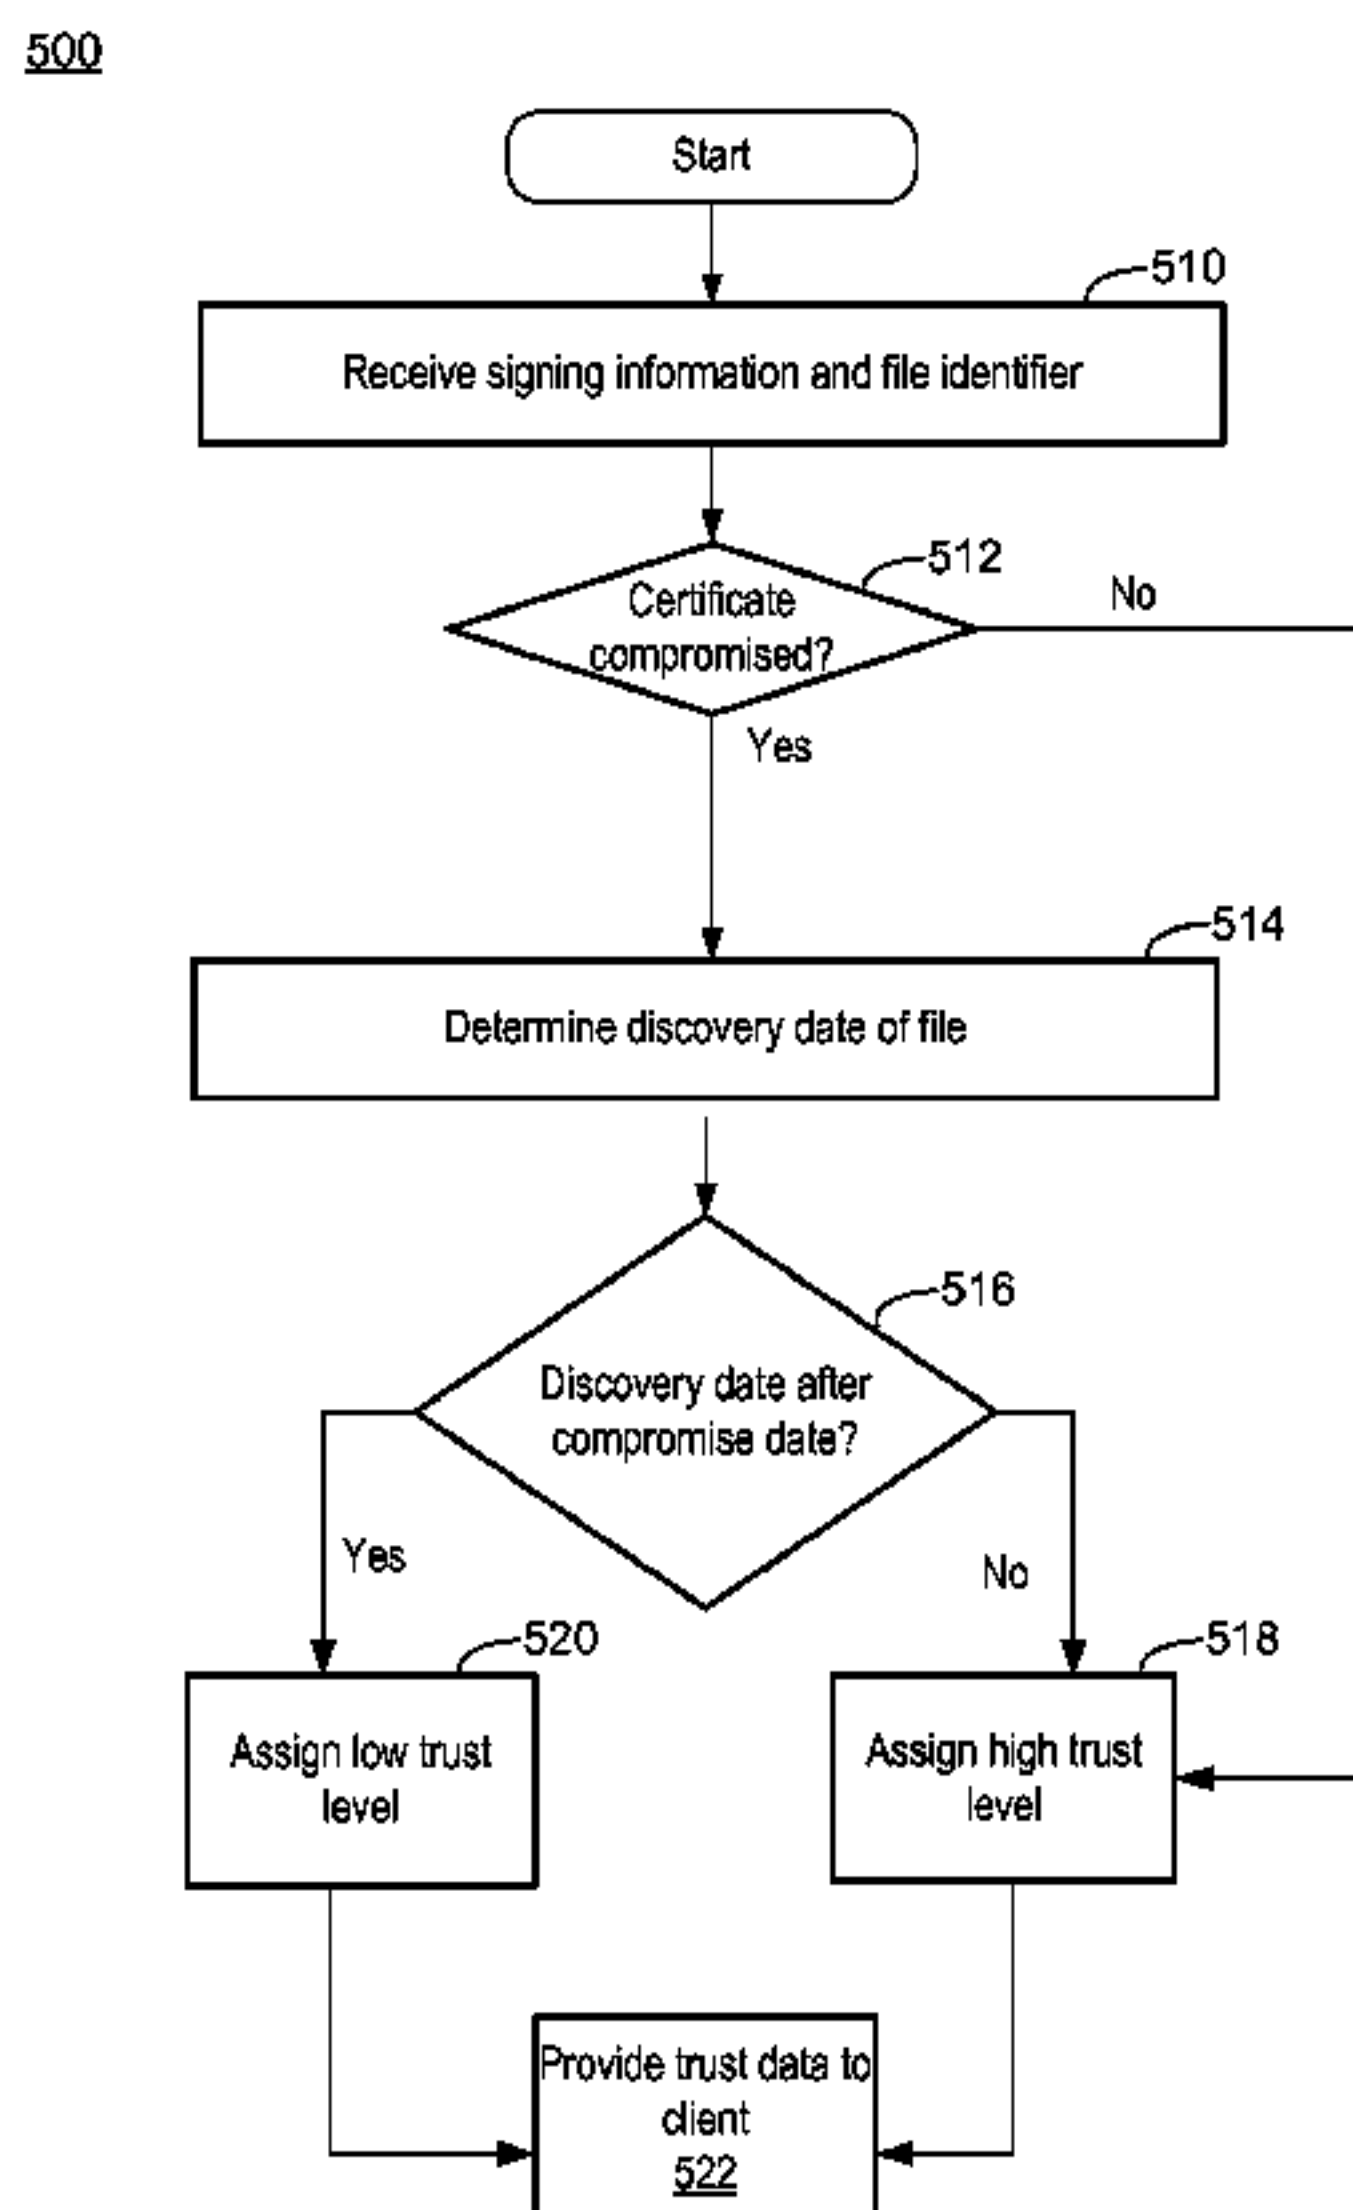 500
Start
510
Receive signing information and file identifier
512
Certificate
compromised?
No
Yes
514
Determine discovery date of file
516
Discovery date after
compromise date?
Yes
No
520
518
Assign low trust
level
Assign high trust
level
Provide trust data to
client
522